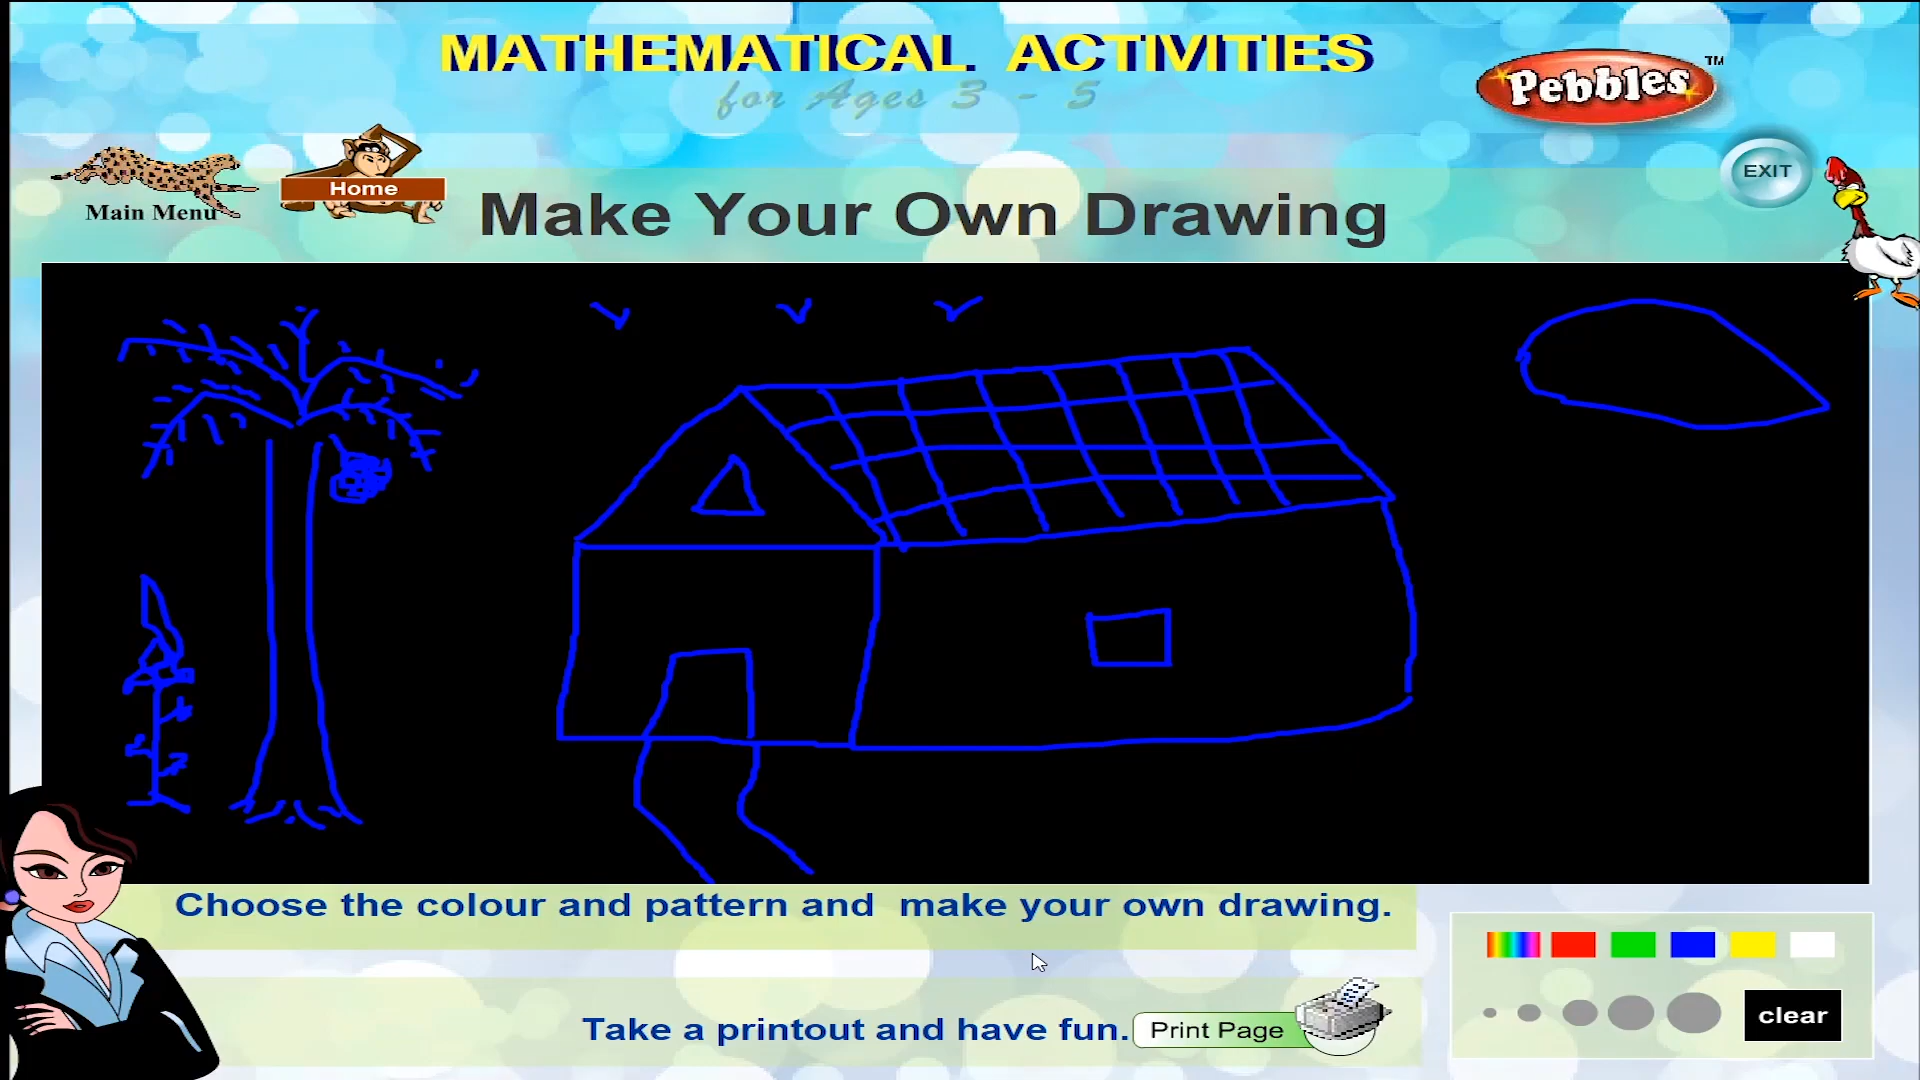 MATHEMATICAL ACTIVITIES
for Ages 3 - 5
Pebbles TM
Main Menu
Home
EXIT
Make Your Own Drawing
Choose the colour and pattern and make your own drawing.
Take a printout and have fun.
Print Page
clear